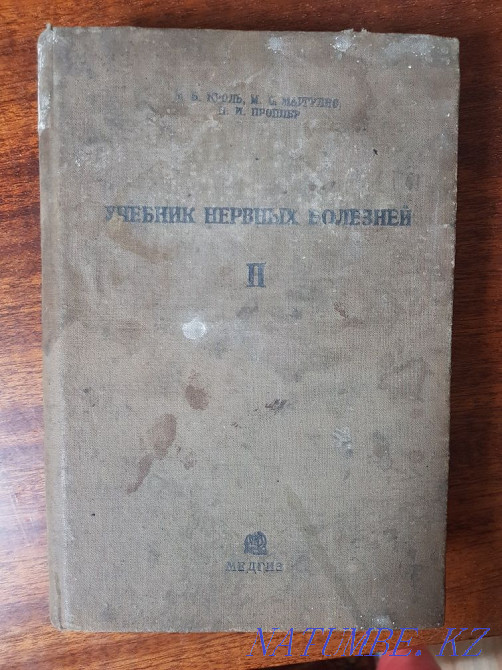 Б. КРОЛЬ, М. С. МАРГУЛИС,
Н. И. ПРОППЕР
УЧЕБНИК НЕРВНЫХ БОЛЕЗНЕЙ
II
МЕДГИЗ
NATUMBE.KZ